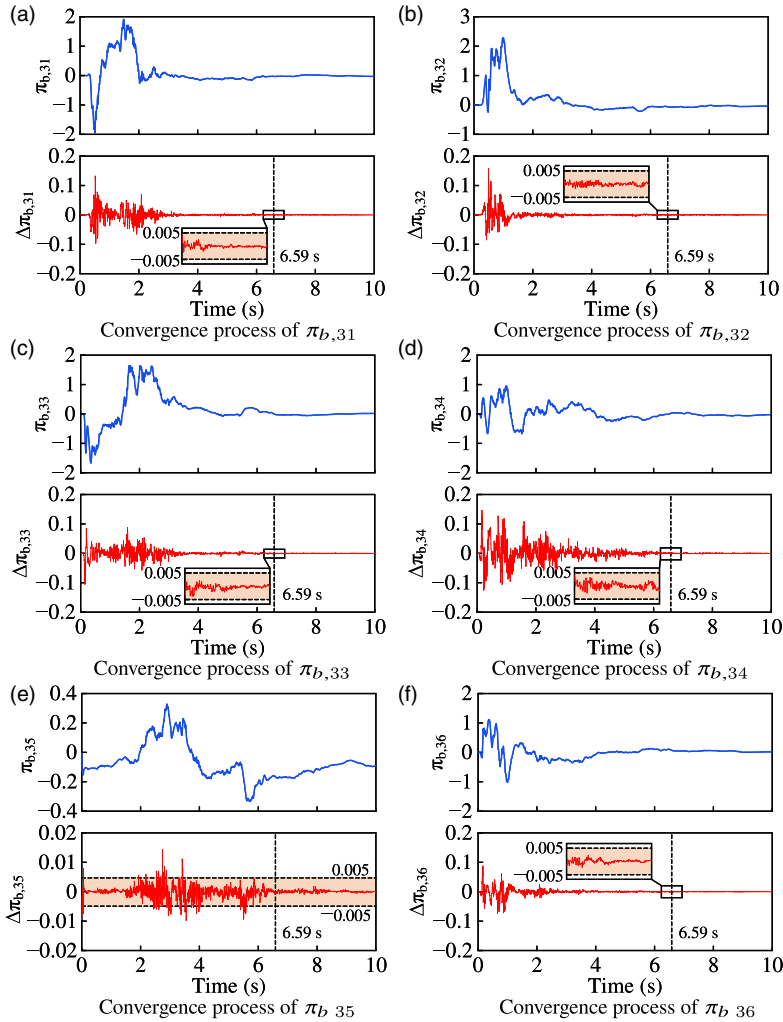 (a)
2
1
0
−1
2
π_b,31
0.2
0.1
0
−0.1
0.2
Δπ_b,31
0.005
−0.005
6.59 s
0 2 4 6 8 10
Time (s)
Convergence process of π_b,31
(b)
3
2
1
0
1
π_b,32
0.2
0.1
0
−0.1
0.2
Δπ_b,32
0.005
−0.005
6.59 s
0 2 4 6 8 10
Time (s)
Convergence process of π_b,32
(c)
2
1
0
−1
2
π_b,33
0.2
0.1
0
−0.1
0.2
Δπ_b,33
0.005
−0.005
6.59 s
0 2 4 6 8 10
Time (s)
Convergence process of π_b,33
(d)
2
1
0
−1
2
π_b,34
0.2
0.1
0
−0.1
0.2
Δπ_b,34
0.005
−0.005
6.59 s
0 2 4 6 8 10
Time (s)
Convergence process of π_b,34
(e)
0.4
0.2
0
−0.2
0.4
π_b,35
0.02
0.01
0
−0.01
0.02
Δπ_b,35
0.005
−0.005
6.59 s
0 2 4 6 8 10
Time (s)
Convergence process of π_b 35
(f)
2
1
0
−1
2
π_b,36
0.2
0.1
0
−0.1
0.2
Δπ_b,36
0.005
−0.005
6.59 s
0 2 4 6 8 10
Time (s)
Convergence process of π_b 36